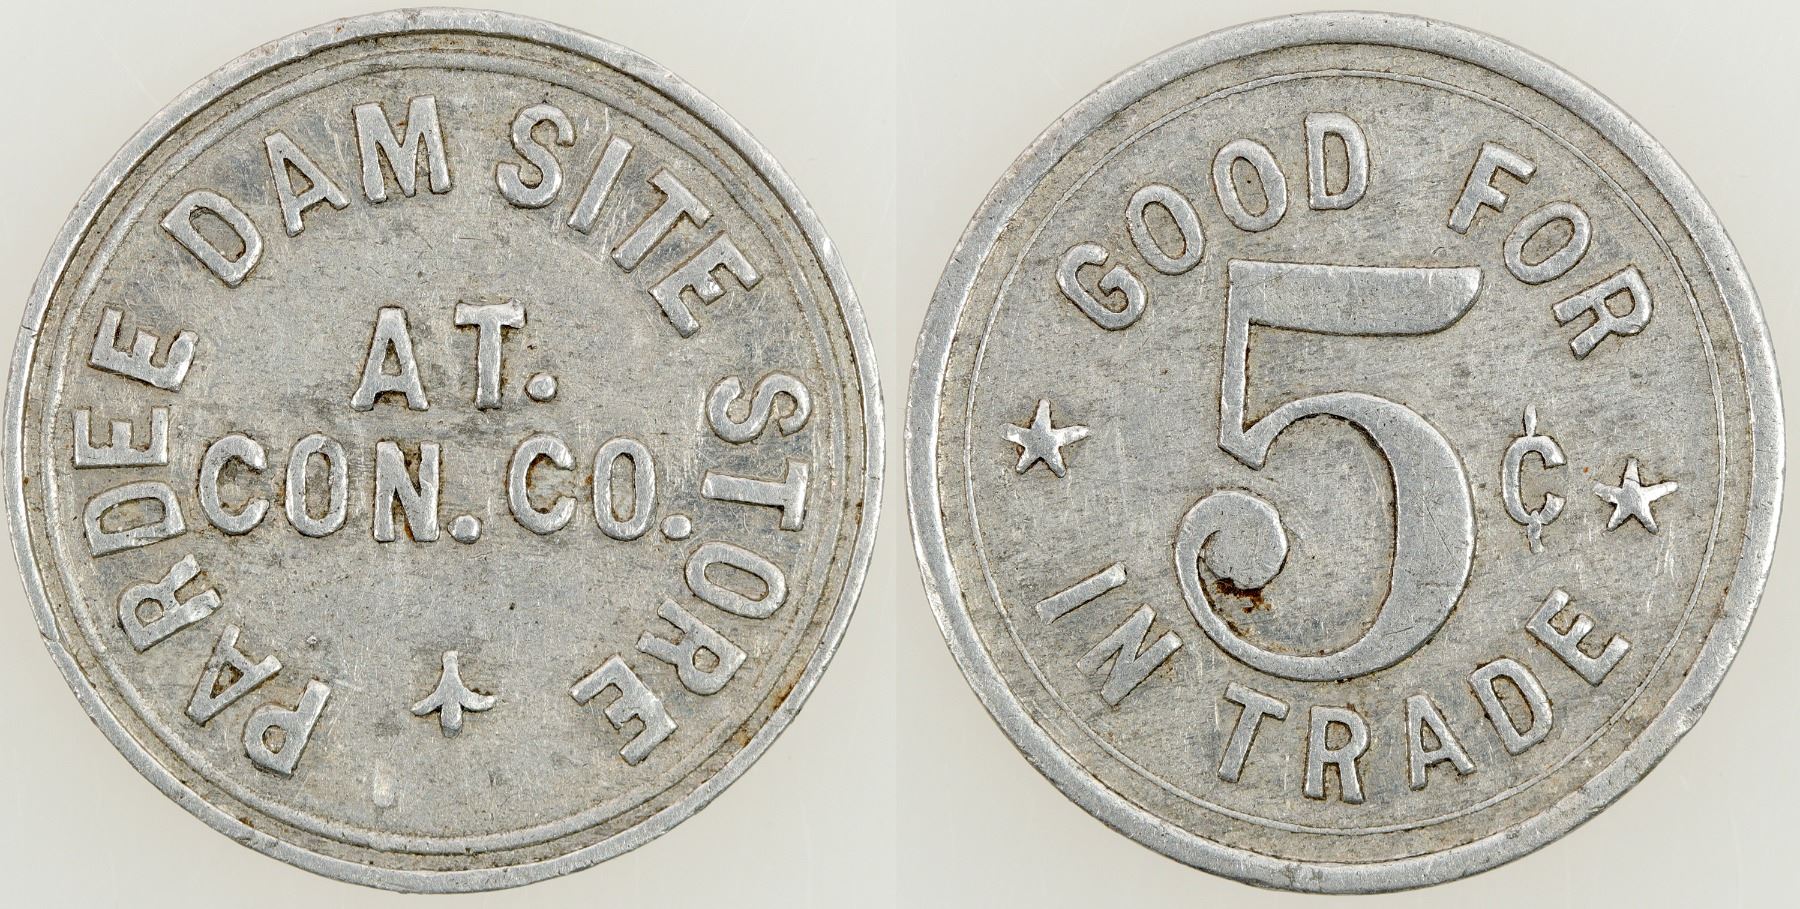 PARDEE DAM SITE STORE
AT.
CON. CO.
GOOD FOR
5¢
IN TRADE